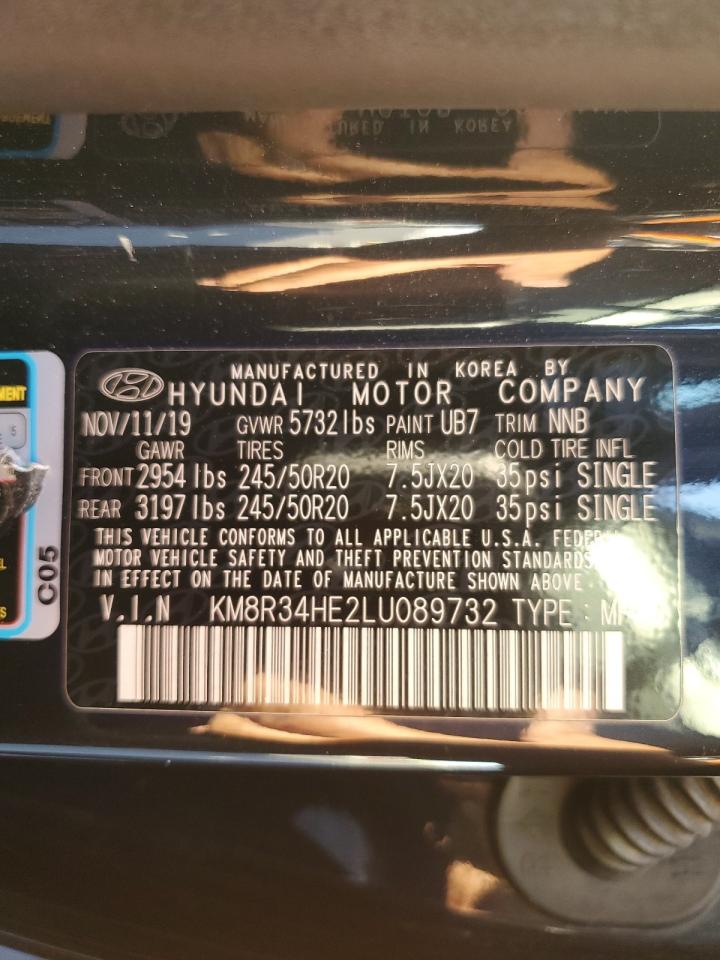 MANUFACTURED IN KOREA BY
HYUNDAI MOTOR COMPANY
NOV/11/19 GVWR 5732lbs PAINT UB7 TRIM NNB
GAWR TIRES RIMS COLD TIRE INFL
FRONT 2954 lbs 245/50R20 7.5JX20 35psi SINGLE
REAR 3197 lbs 245/50R20 7.5JX20 35psi SINGLE
THIS VEHICLE CONFORMS TO ALL APPLICABLE U.S.A.
MOTOR VEHICLE SAFETY AND THEFT PREVENTION STANDARDS
IN EFFECT ON THE DATE OF MANUFACTURE SHOWN ABOVE
V.I.N KM8R34HE2LU089732 TYPE :
C05